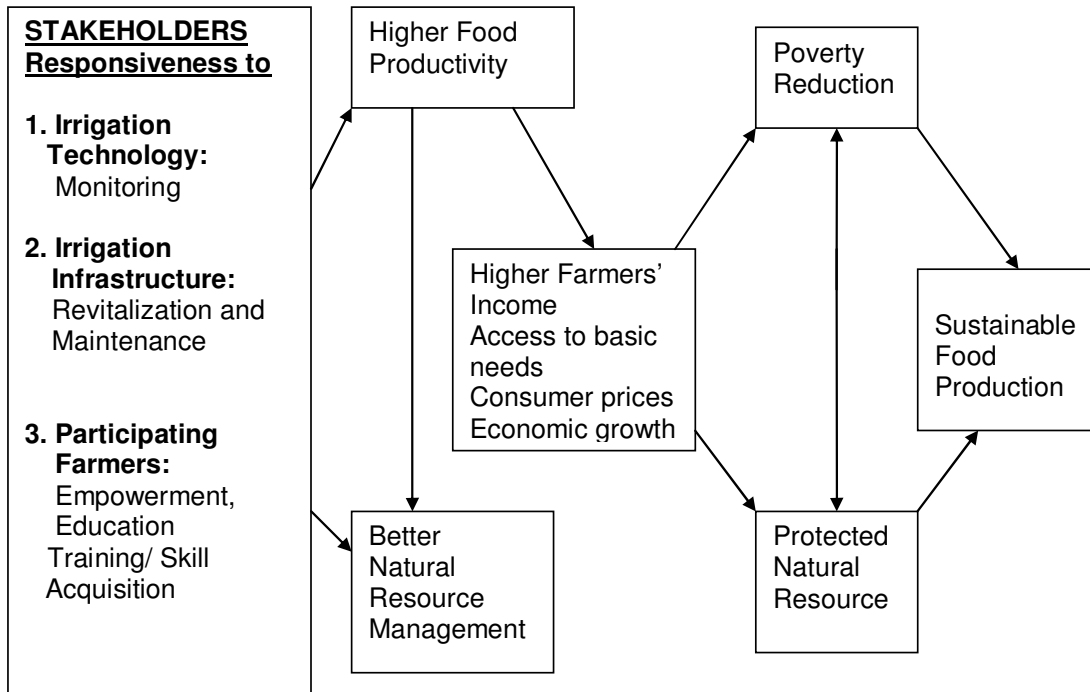 STAKEHOLDERS
Responsiveness to
1. Irrigation
Technology:
Monitoring
2. Irrigation
Infrastructure:
Revitalization and
Maintenance
3. Participating
Farmers:
Empowerment,
Education
Training/ Skill
Acquisition
Higher Food
Productivity
Better
Natural
Resource
Management
Higher Farmers’
Income
Access to basic
needs
Consumer prices
Economic growth
Poverty
Reduction
Protected
Natural
Resource
Sustainable
Food
Production